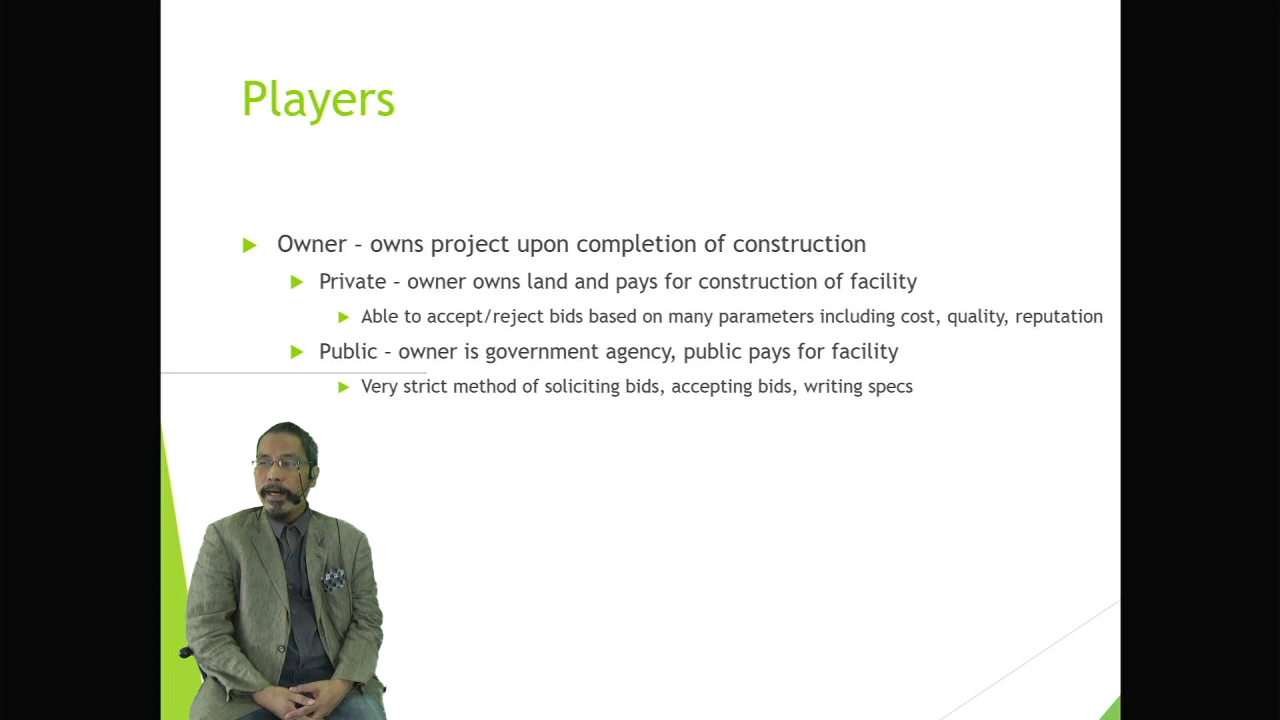 Players
Owner – owns project upon completion of construction
Private – owner owns land and pays for construction of facility
Able to accept/reject bids based on many parameters including cost, quality, reputation
Public – owner is government agency, public pays for facility
Very strict method of soliciting bids, accepting bids, writing specs